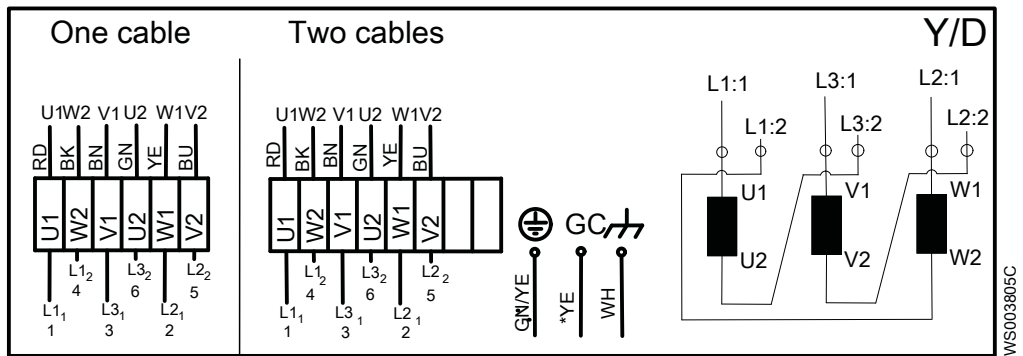 One cable Two cables Y/D
U1W2 V1 U2 W1V2
RD BK BN GN YE BU
U1 W2 V1 U2 W1 V2
L1₂ L3₂ L2₂
4 6 5
L1₁ L3₁ L2₁
1 3 2
U1W2 V1 U2 W1V2
RD BK BN GN YE BU
U1 W2 V1 U2 W1 V2
L1₂ L3₂ L2₂
4 6 5
L1₁ L3₁ L2₁
1 3 2
GC
GN/YE *YE WH
L1:1 L3:1 L2:1
L1:2 L3:2 L2:2
U1 V1 W1
U2 V2 W2
WS003805C